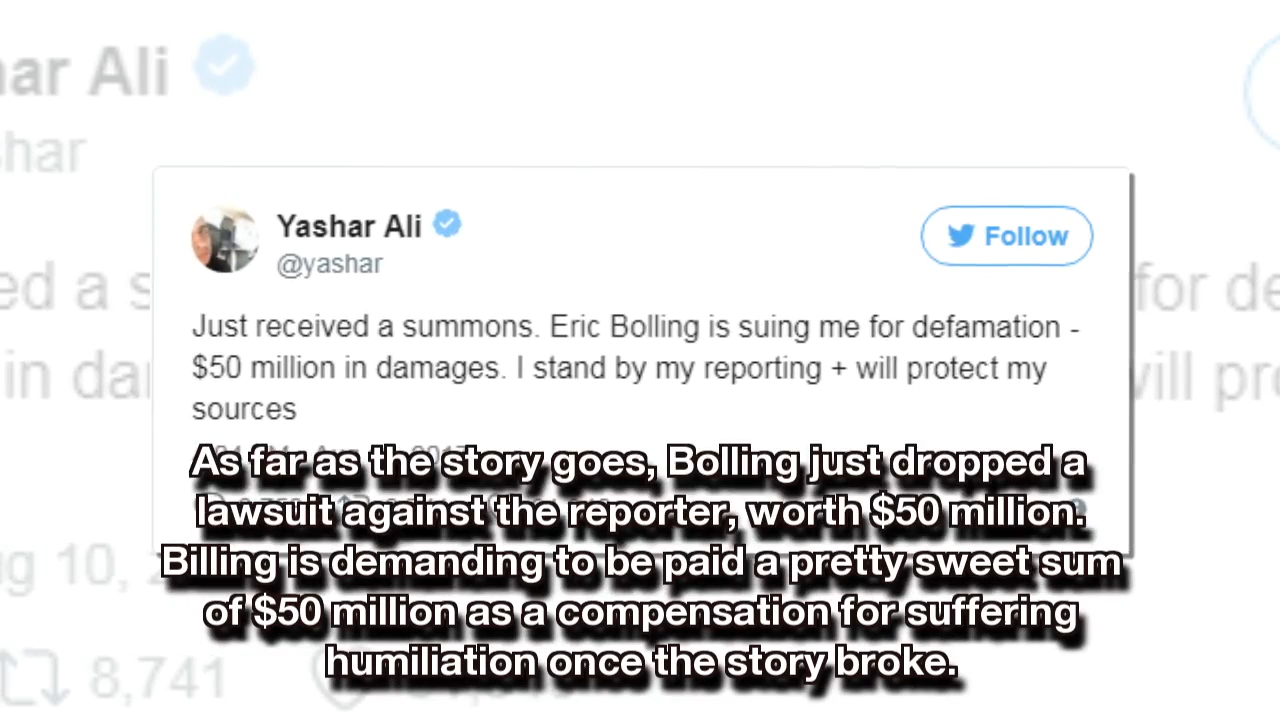 ar Ali
har
Yashar Ali
@yashar
Follow
ed a s
for de
Just received a summons. Eric Bolling is suing me for defamation -
$50 million in damages. I stand by my reporting + will protect my
sources
in da
will pr
As far as the story goes, Bolling just dropped a
lawsuit against the reporter, worth $50 million.
Billing is demanding to be paid a pretty sweet sum
of $50 million as a compensation for suffering
humiliation once the story broke.
ug 10,
8,741